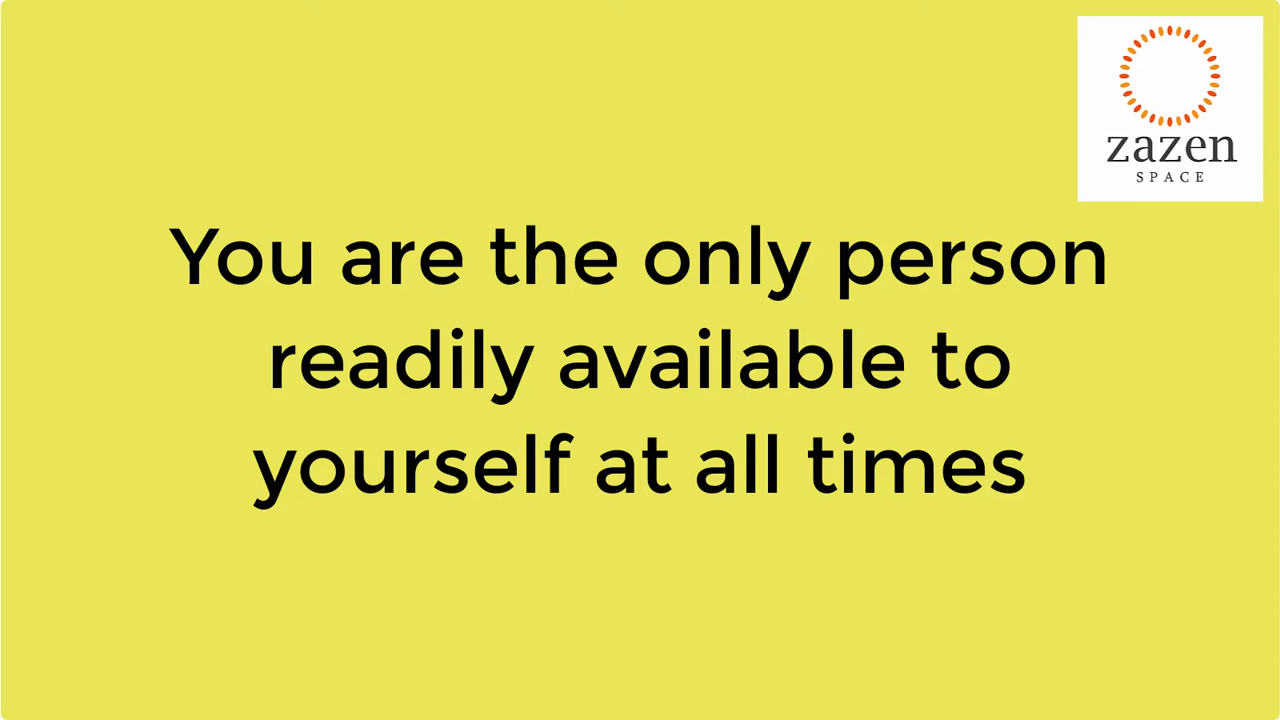 zazen
SPACE
You are the only person
readily available to
yourself at all times